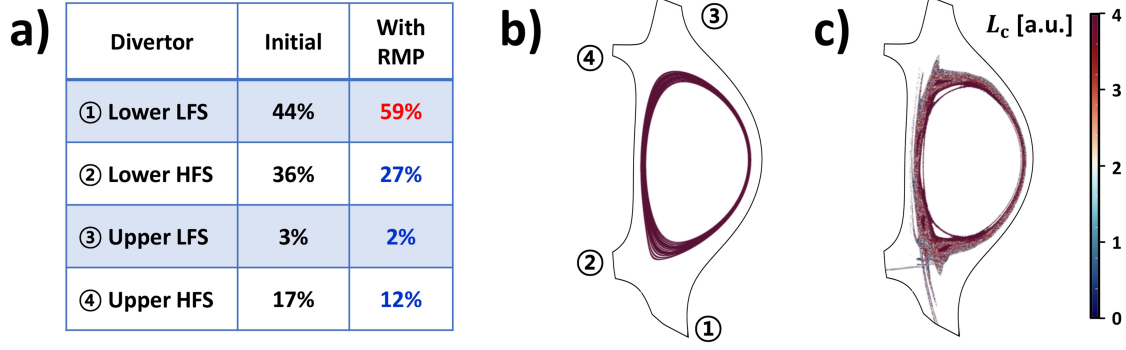 a)
Divertor Initial With RMP
① Lower LFS 44% 59%
② Lower HFS 36% 27%
③ Upper LFS 3% 2%
④ Upper HFS 17% 12%
b)
③
④
②
①
c)
L_c [a.u.]
4
3
2
1
0